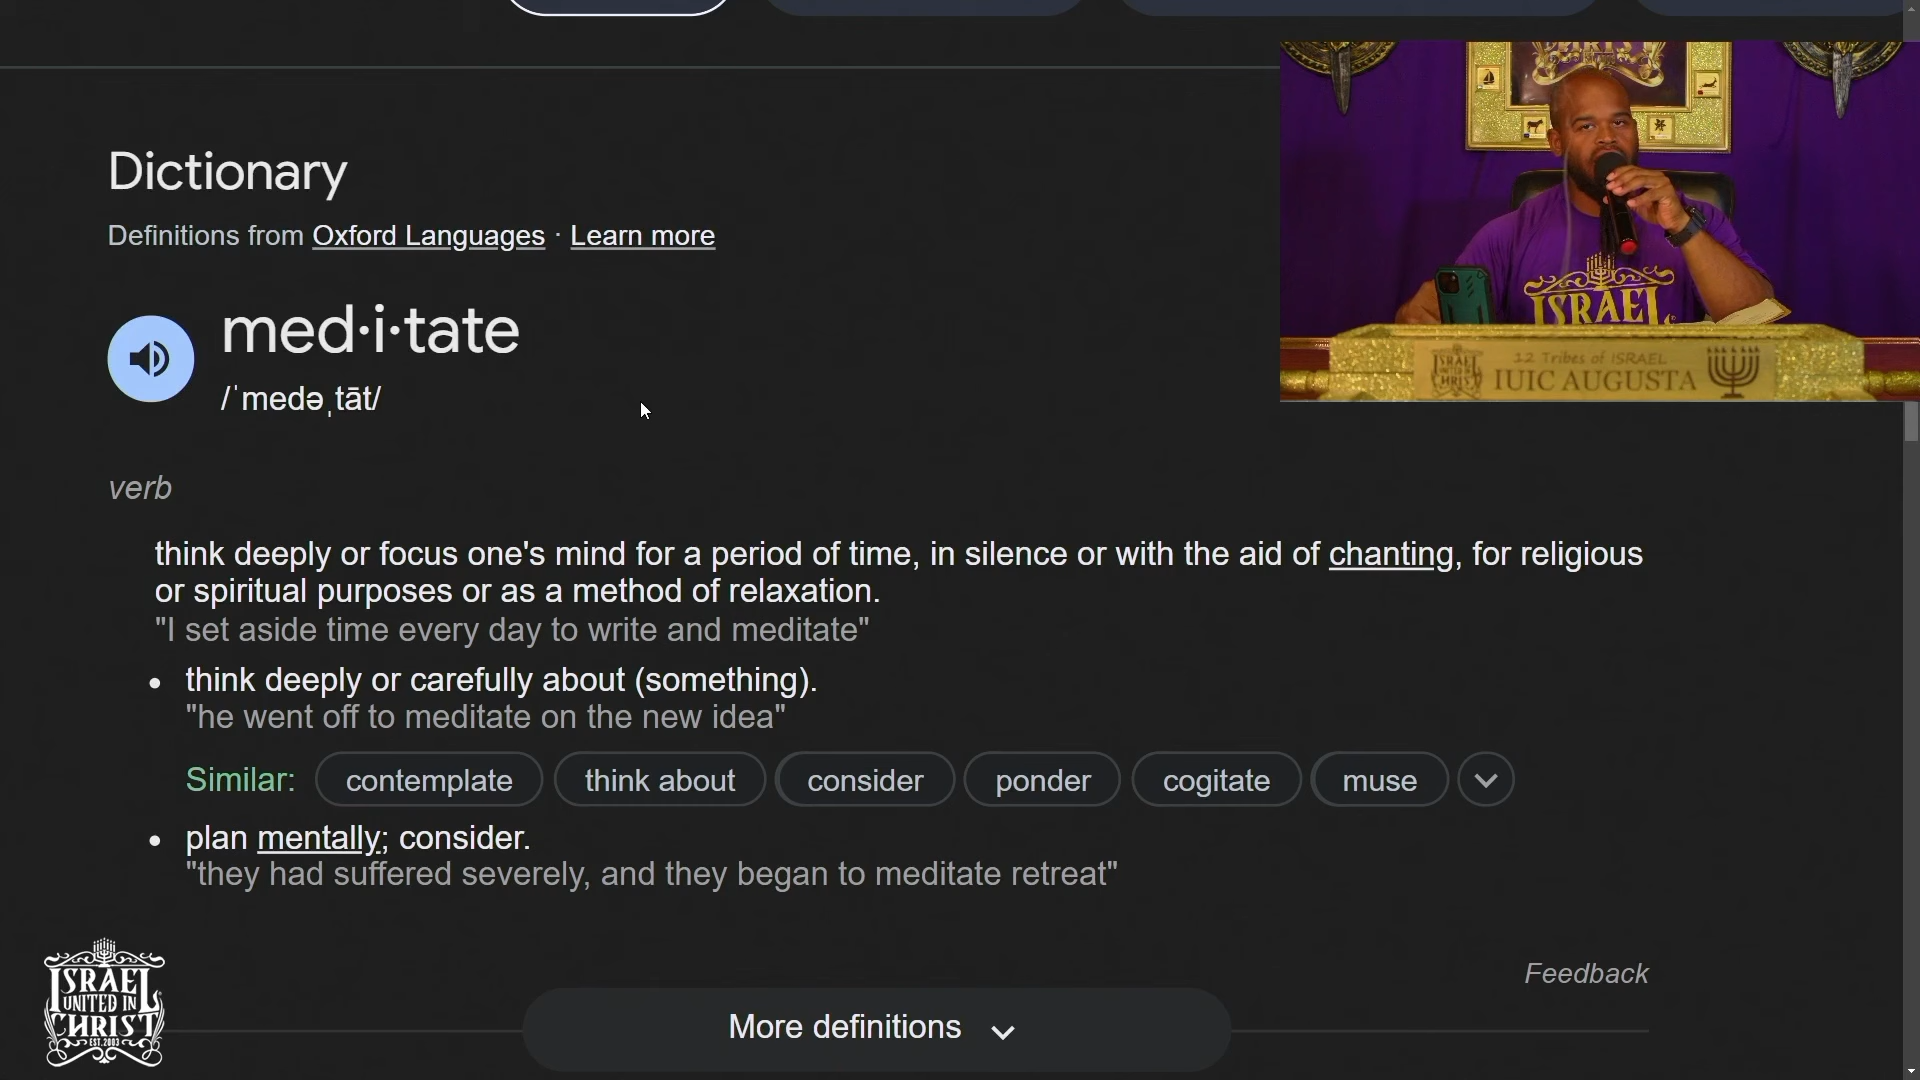 Dictionary
Definitions from Oxford Languages · Learn more
med·i·tate
/ˈmedəˌtāt/
verb
think deeply or focus one's mind for a period of time, in silence or with the aid of chanting, for religious
or spiritual purposes or as a method of relaxation.
"I set aside time every day to write and meditate"
• think deeply or carefully about (something).
"he went off to meditate on the new idea"
Similar: contemplate think about consider ponder cogitate muse
• plan mentally; consider.
"they had suffered severely, and they began to meditate retreat"
Feedback
More definitions
ISRAEL
UNITED IN
CHRIST
EST. 2003
CHRIST
ISRAEL
ISRAEL
CHRIST
12 Tribes of ISRAEL
IUIC AUGUSTA